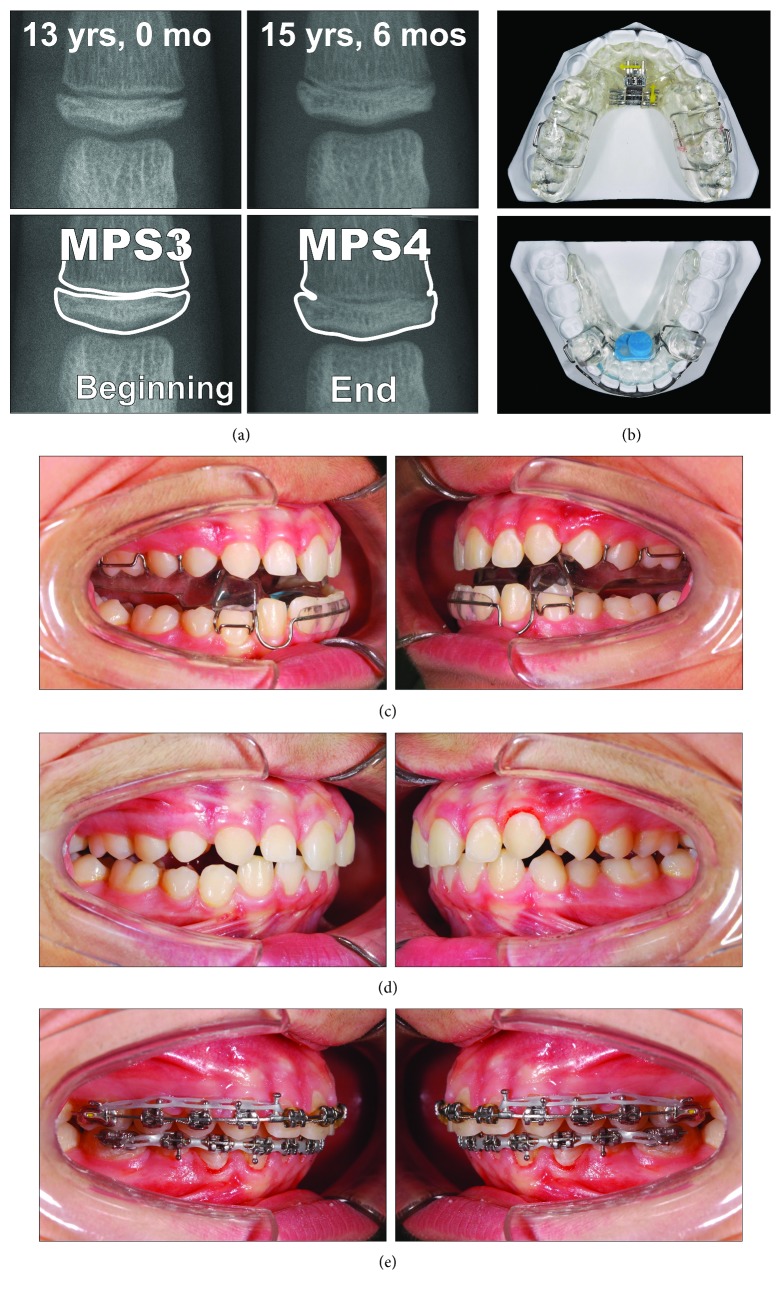 13 yrs, 0 mo
15 yrs, 6 mos
MPS3
MPS4
Beginning
End
(a)
(b)
(c)
(d)
(e)